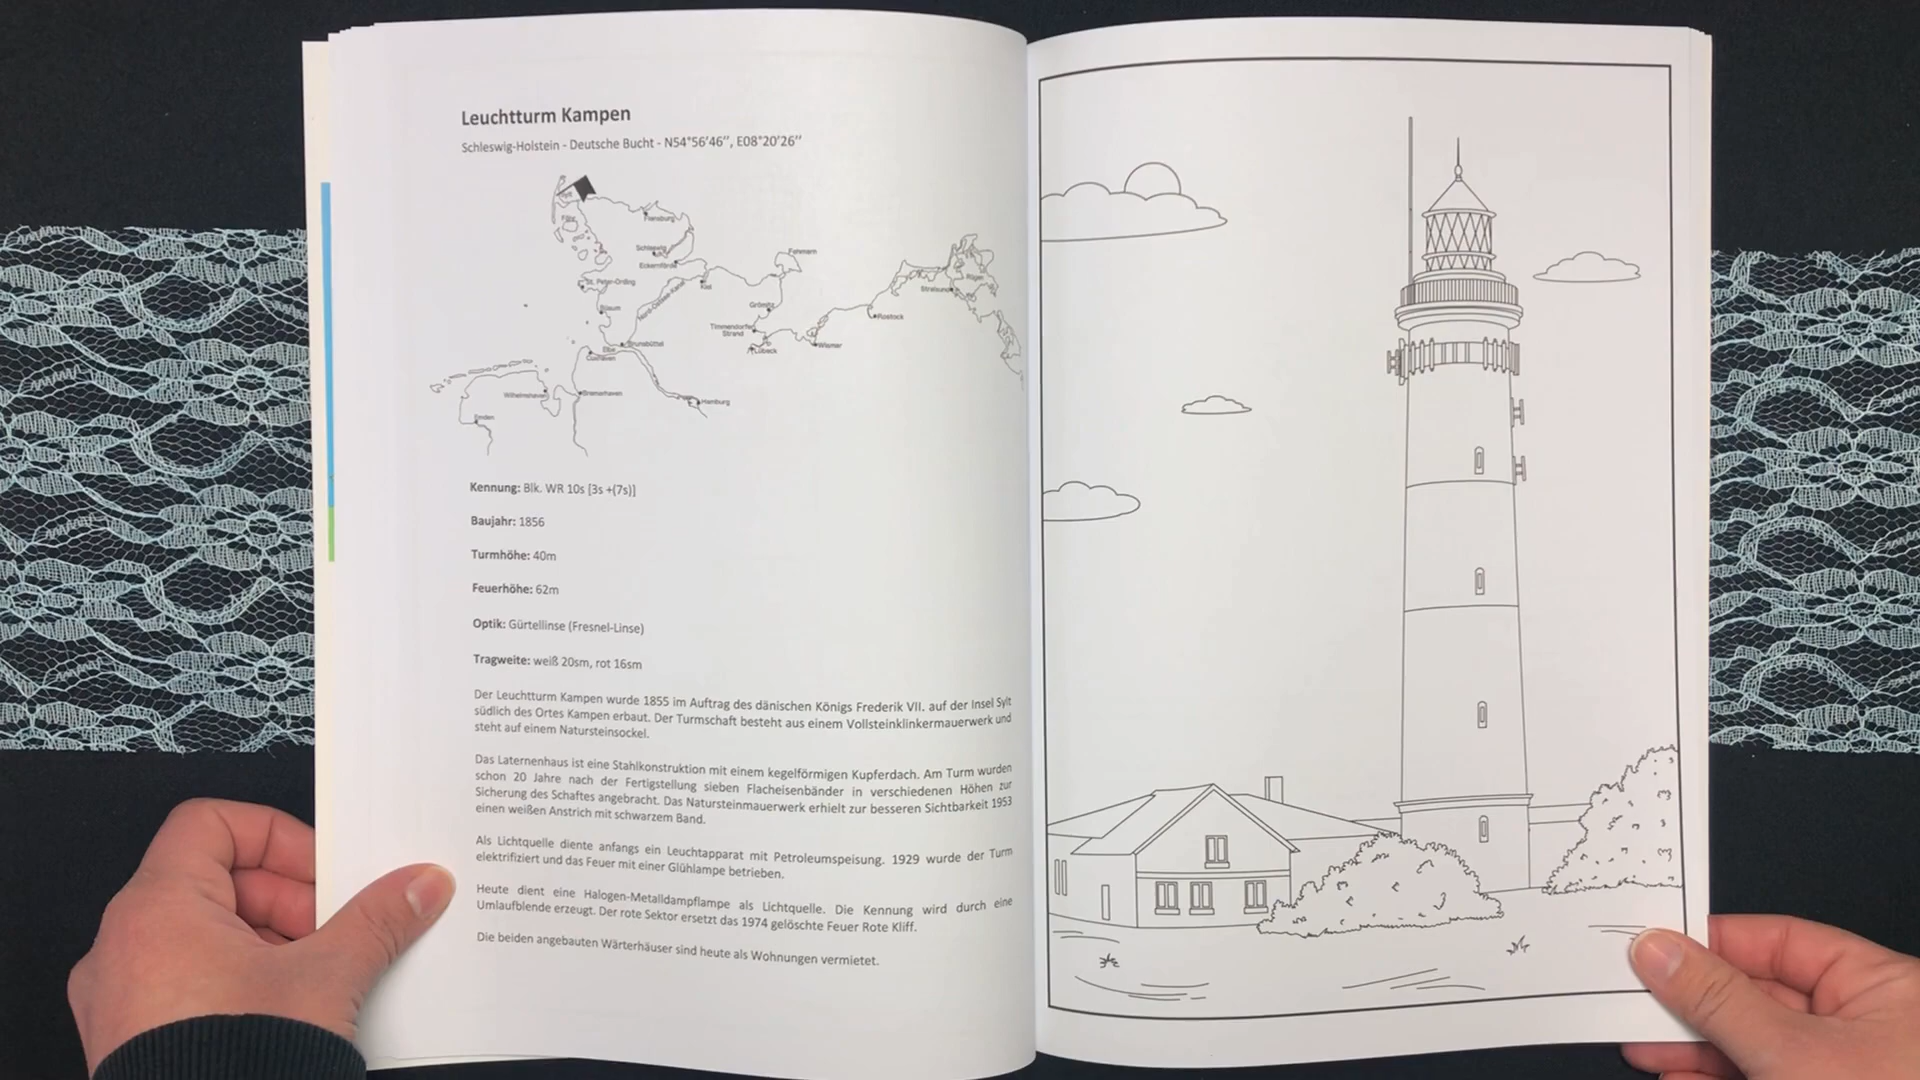 Leuchtturm Kampen
Schleswig-Holstein - Deutsche Bucht - N54°56'46'', E08°20'26''
Sylt
Föhr
Flensburg
Schleswig
Eckernförde
Fehmarn
St. Peter-Ording
Kiel
Nord-Ostsee-Kanal
Büsum
Grömitz
Rügen
Stralsund
Rostock
Timmendorfer
Strand
Brunsbüttel
Elbe
Cuxhaven
Lübeck
Wismar
Wilhelmshaven
Bremerhaven
Hamburg
Emden
Kennung: Blk. WR 10s [3s +(7s)]
Baujahr: 1856
Turmhöhe: 40m
Feuerhöhe: 62m
Optik: Gürtellinse (Fresnel-Linse)
Tragweite: weiß 20sm, rot 16sm
Der Leuchtturm Kampen wurde 1855 im Auftrag des dänischen Königs Frederik VII. auf der Insel Sylt
südlich des Ortes Kampen erbaut. Der Turmschaft besteht aus einem Vollsteinklinkermauerwerk und
steht auf einem Natursteinsockel.
Das Laternenhaus ist eine Stahlkonstruktion mit einem kegelförmigen Kupferdach. Am Turm wurden
schon 20 Jahre nach der Fertigstellung sieben Flacheisenbänder in verschiedenen Höhen zur
Sicherung des Schaftes angebracht. Das Natursteinmauerwerk erhielt zur besseren Sichtbarkeit 1953
einen weißen Anstrich mit schwarzem Band.
Als Lichtquelle diente anfangs ein Leuchtapparat mit Petroleumspeisung. 1929 wurde der Turm
elektrifiziert und das Feuer mit einer Glühlampe betrieben.
Heute dient eine Halogen-Metalldampflampe als Lichtquelle. Die Kennung wird durch eine
Umlaufblende erzeugt. Der rote Sektor ersetzt das 1974 gelöschte Feuer Rote Kliff.
Die beiden angebauten Wärterhäuser sind heute als Wohnungen vermietet.